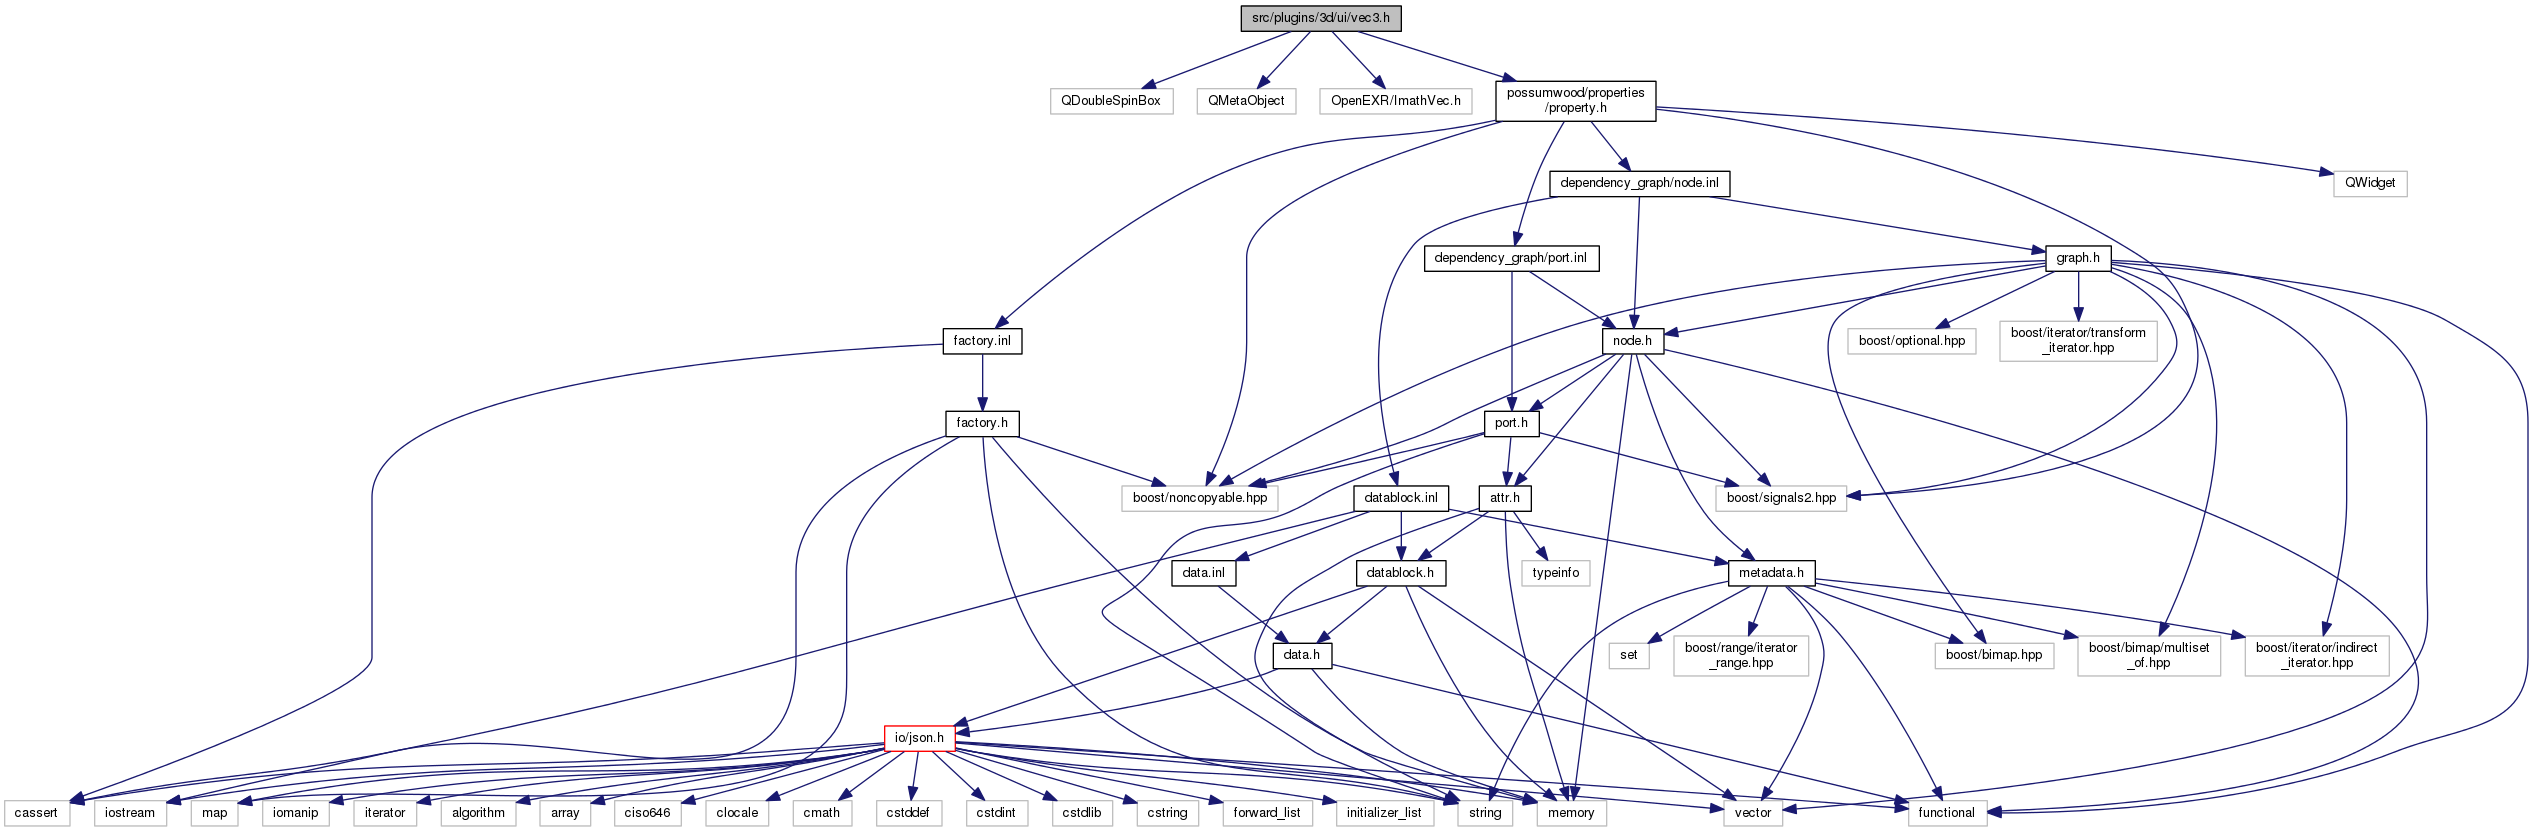 src/plugins/3d/ui/vec3.h
QDoubleSpinBox
QMetaObject
OpenEXR/ImathVec.h
possumwood/properties
/property.h
dependency_graph/node.inl
QWidget
dependency_graph/port.inl
graph.h
factory.inl
node.h
boost/optional.hpp
boost/iterator/transform
_iterator.hpp
factory.h
port.h
boost/noncopyable.hpp
datablock.inl
attr.h
boost/signals2.hpp
data.inl
datablock.h
typeinfo
metadata.h
data.h
set
boost/range/iterator
_range.hpp
boost/bimap.hpp
boost/bimap/multiset
_of.hpp
boost/iterator/indirect
_iterator.hpp
io/json.h
cassert
iostream
map
iomanip
iterator
algorithm
array
ciso646
clocale
cmath
cstddef
cstdint
cstdlib
cstring
forward_list
initializer_list
string
memory
vector
functional